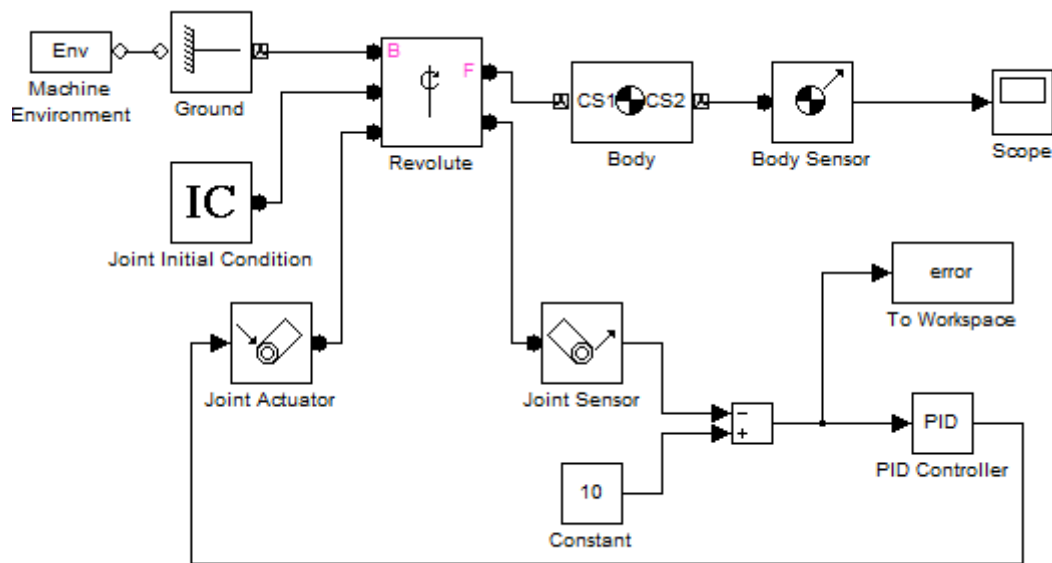 Env
Machine
Environment
Ground
B
F
Revolute
CS1
CS2
Body
Body Sensor
Scope
IC
Joint Initial Condition
error
To Workspace
Joint Actuator
Joint Sensor
−
+
PID
PID Controller
10
Constant